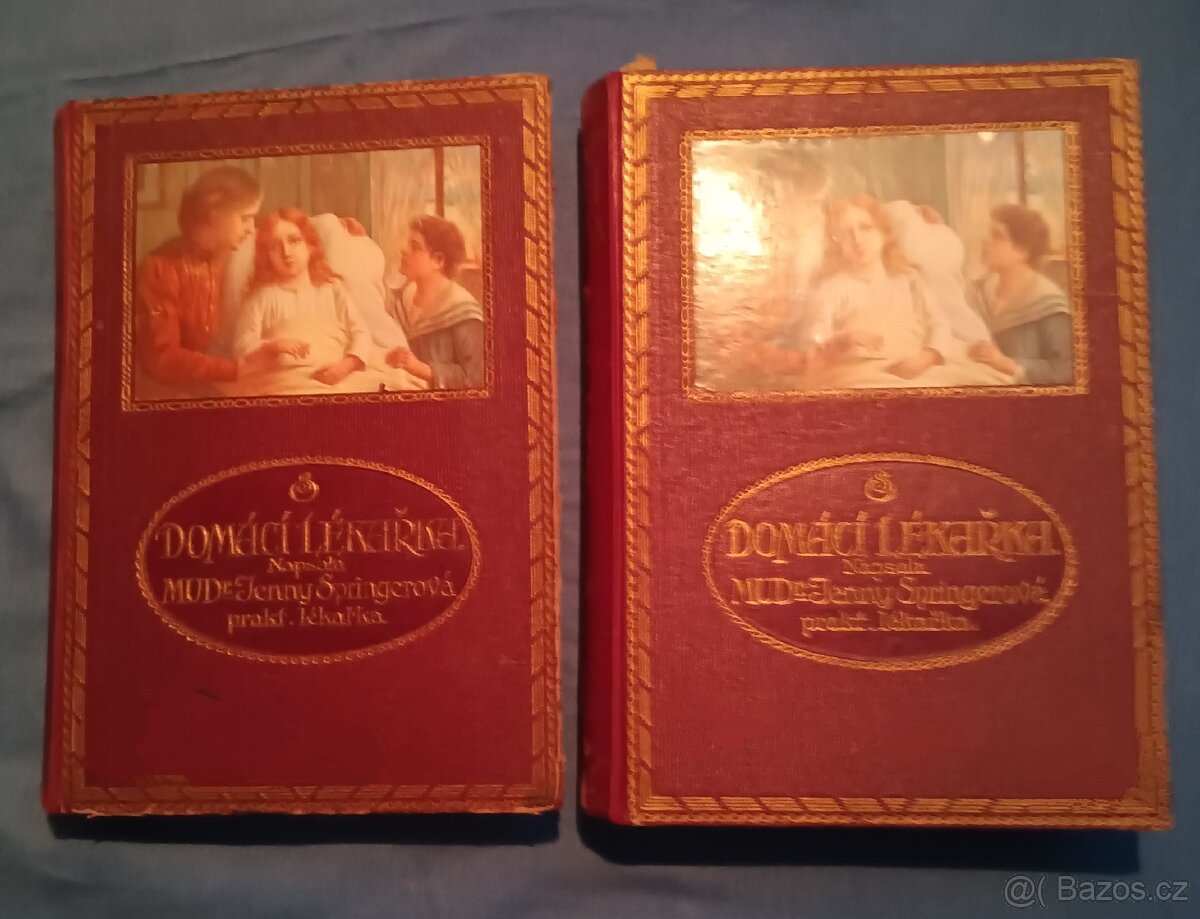 DOMÁCÍ LÉKAŘKA.
Napsala
MUDr. Jenny Springerová
prakt. lékařka.
DOMÁCÍ LÉKAŘKA.
Napsala
MUDr. Jenny Springerová
prakt. lékařka.
@( Bazos.cz